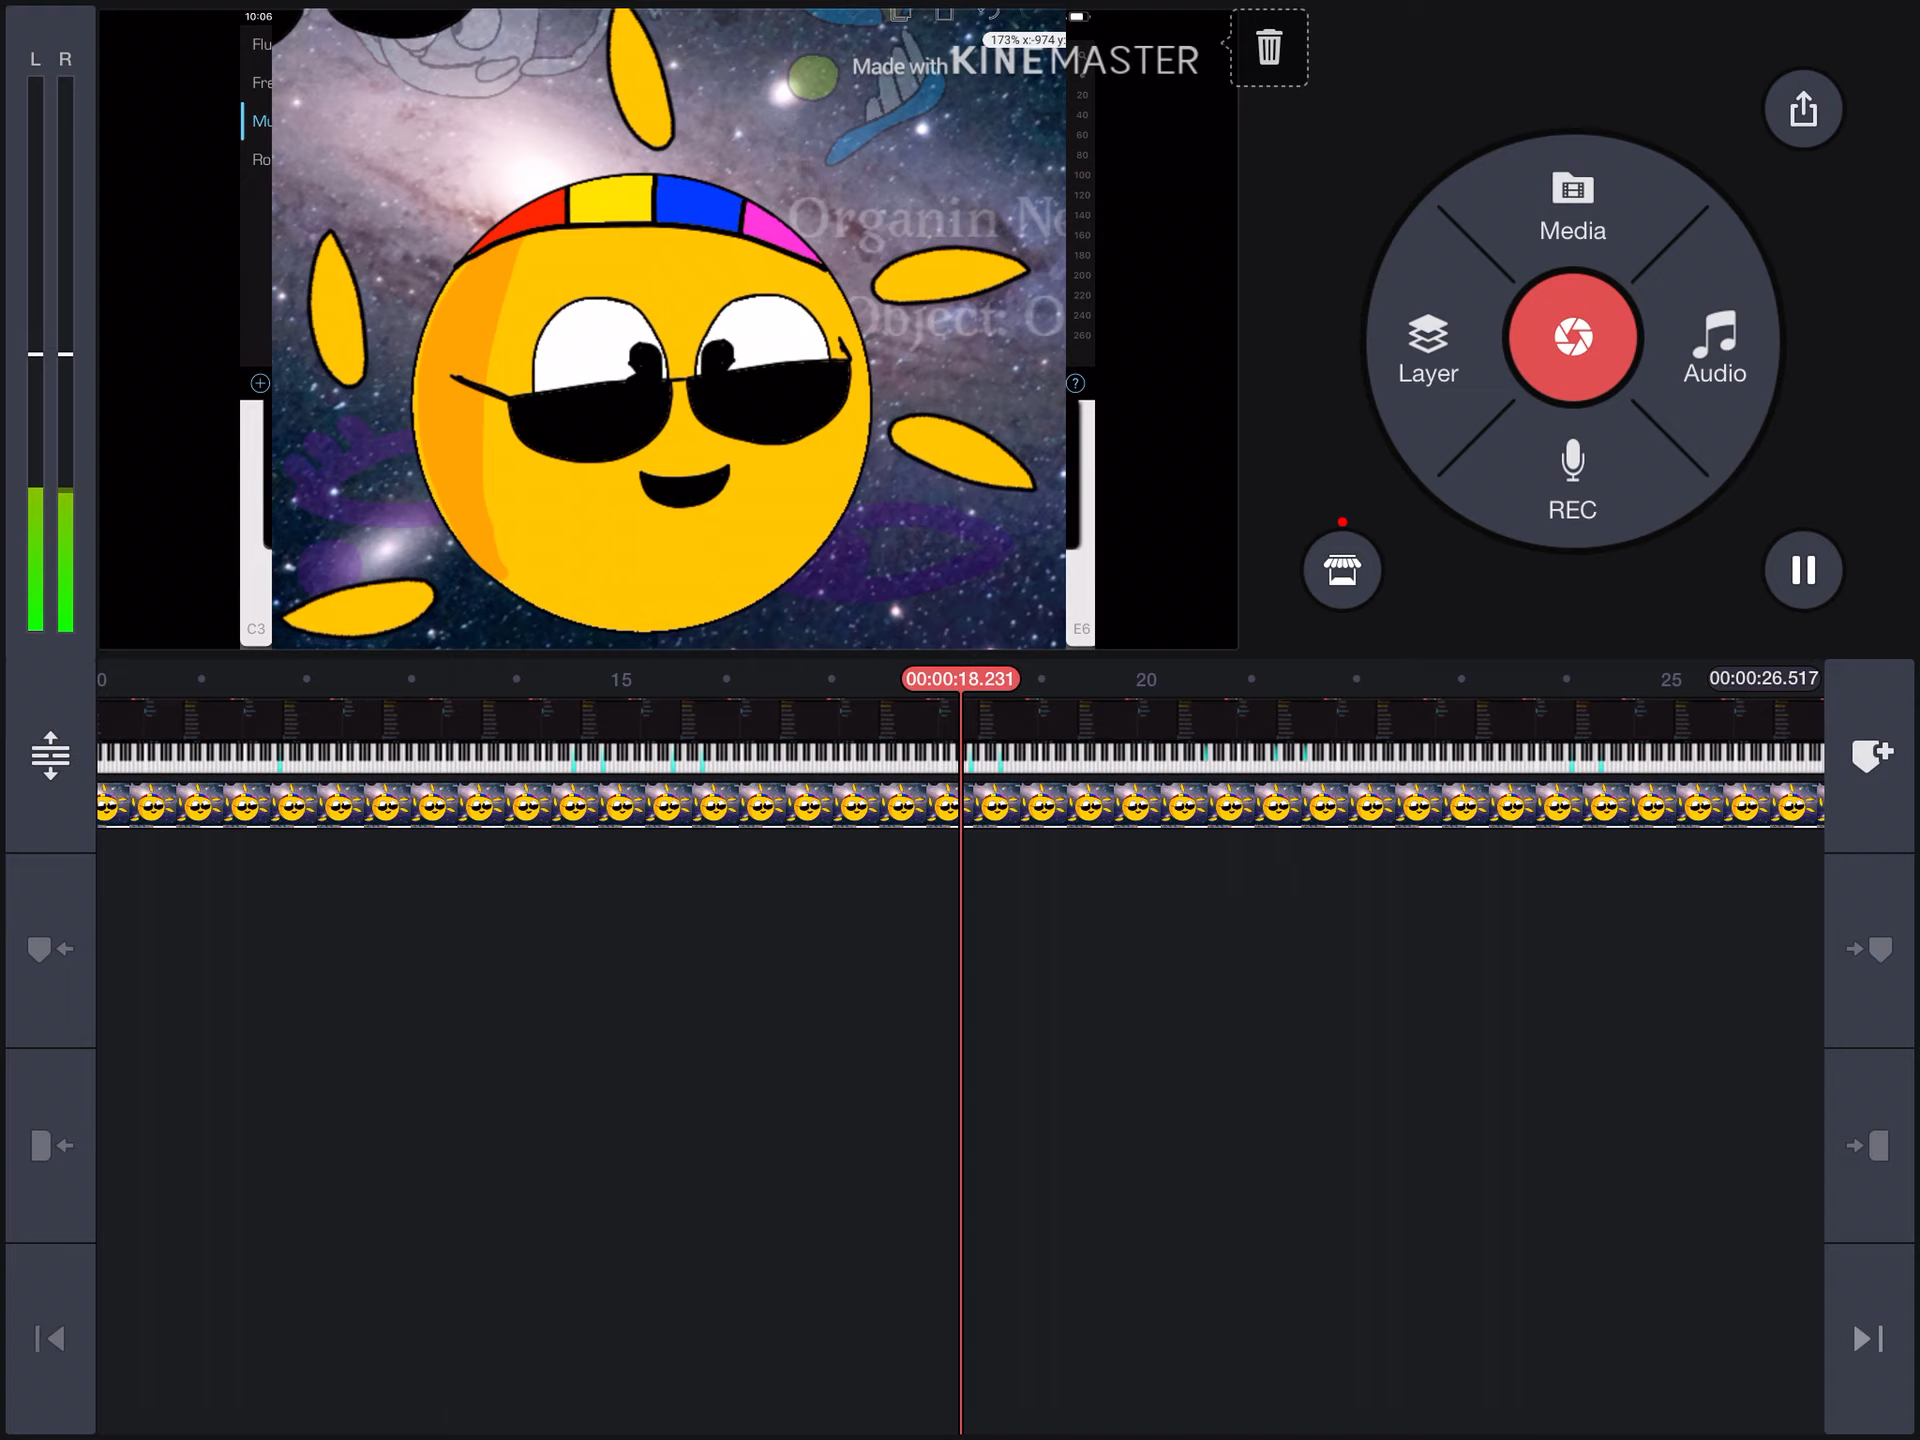 L R
10:06
Flu
Fre
Mu
Ro
173% x:-974 y:
Made with KINEMASTER
Organin Ne
Object: O
20
40
60
80
100
120
140
160
180
200
220
240
260
?
C3
E6
Media
Layer
Audio
REC
0
15
00:00:18.231
20
25
00:00:26.517